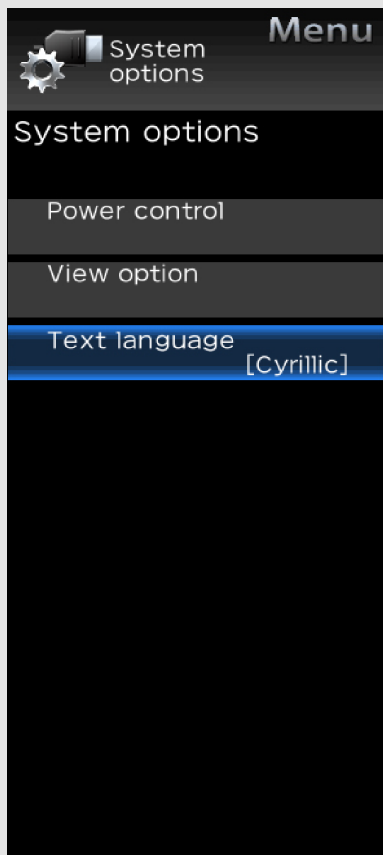 Menu
System
options
System options
Power control
View option
Text language
[Cyrillic]